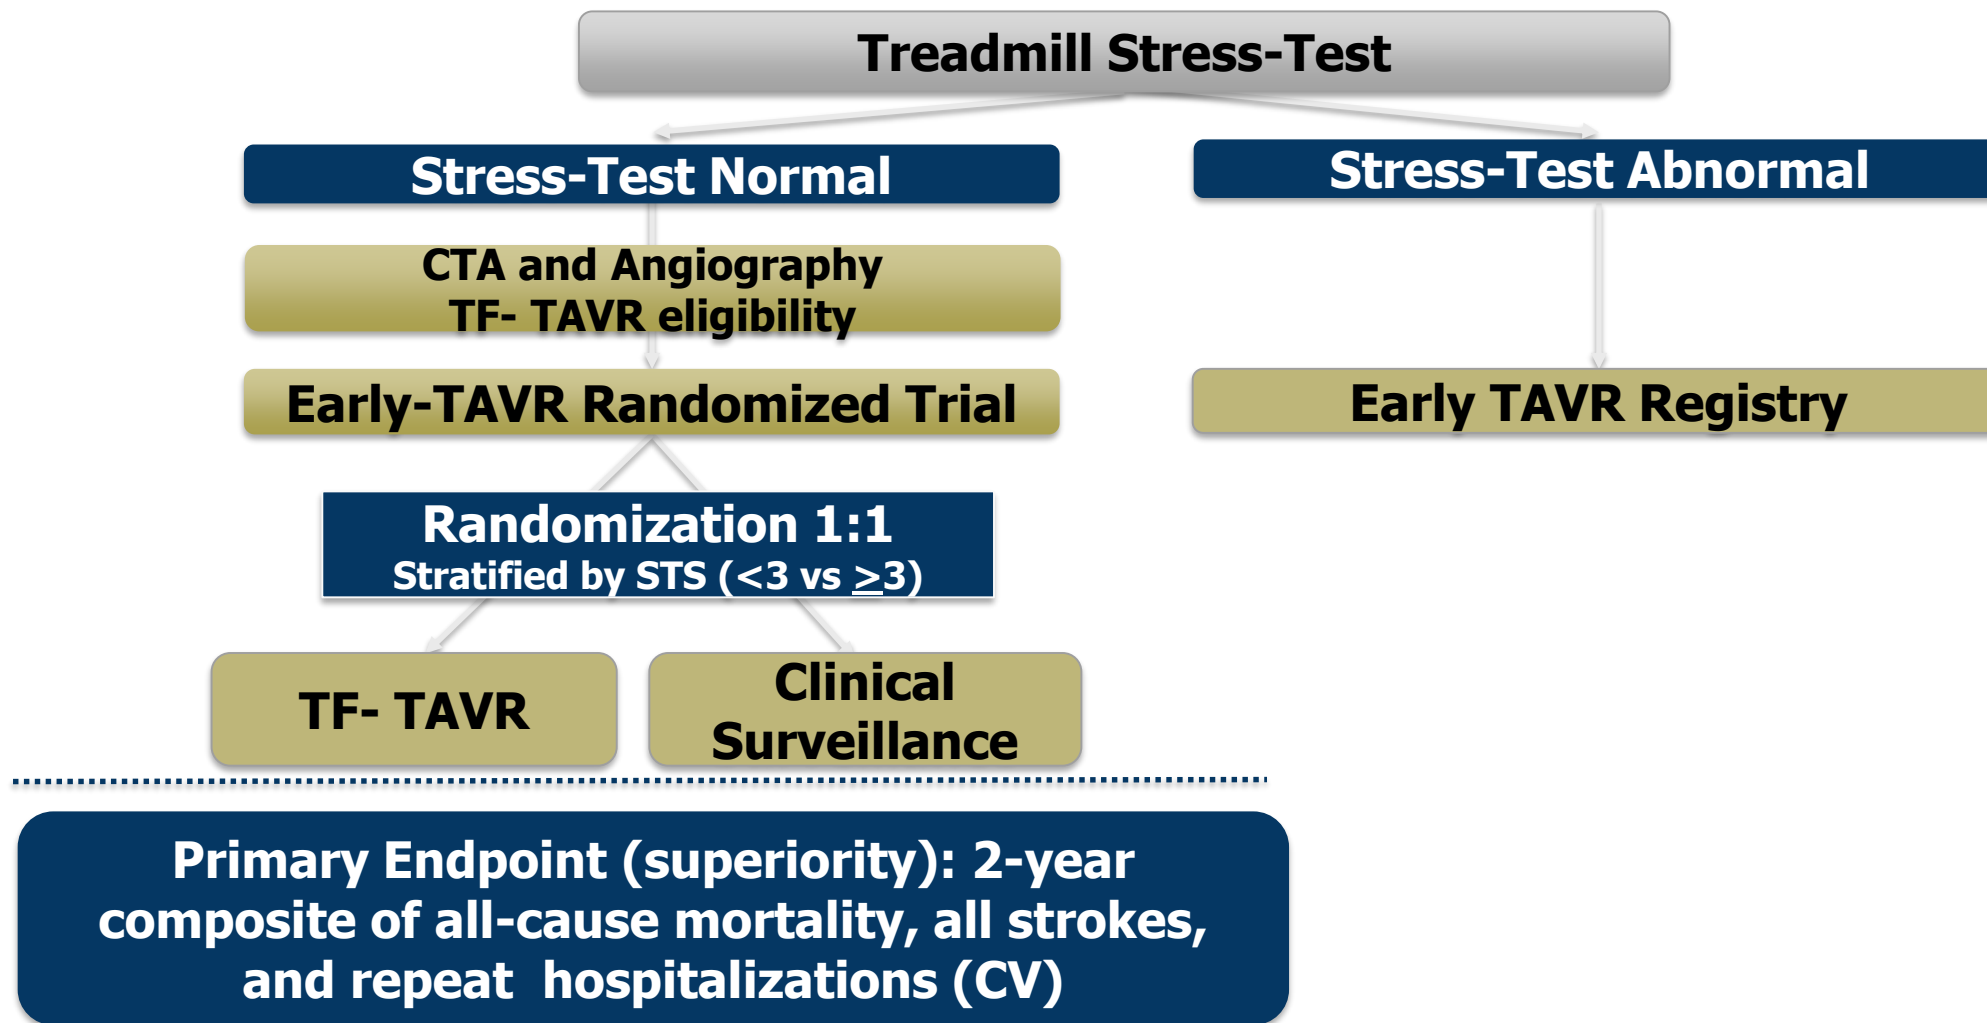 Treadmill Stress-Test
Stress-Test Normal
Stress-Test Abnormal
CTA and Angiography
TF- TAVR eligibility
Early-TAVR Randomized Trial
Early TAVR Registry
Randomization 1:1
Stratified by STS (<3 vs ≥3)
TF- TAVR
Clinical
Surveillance
Primary Endpoint (superiority): 2-year
composite of all-cause mortality, all strokes,
and repeat  hospitalizations (CV)